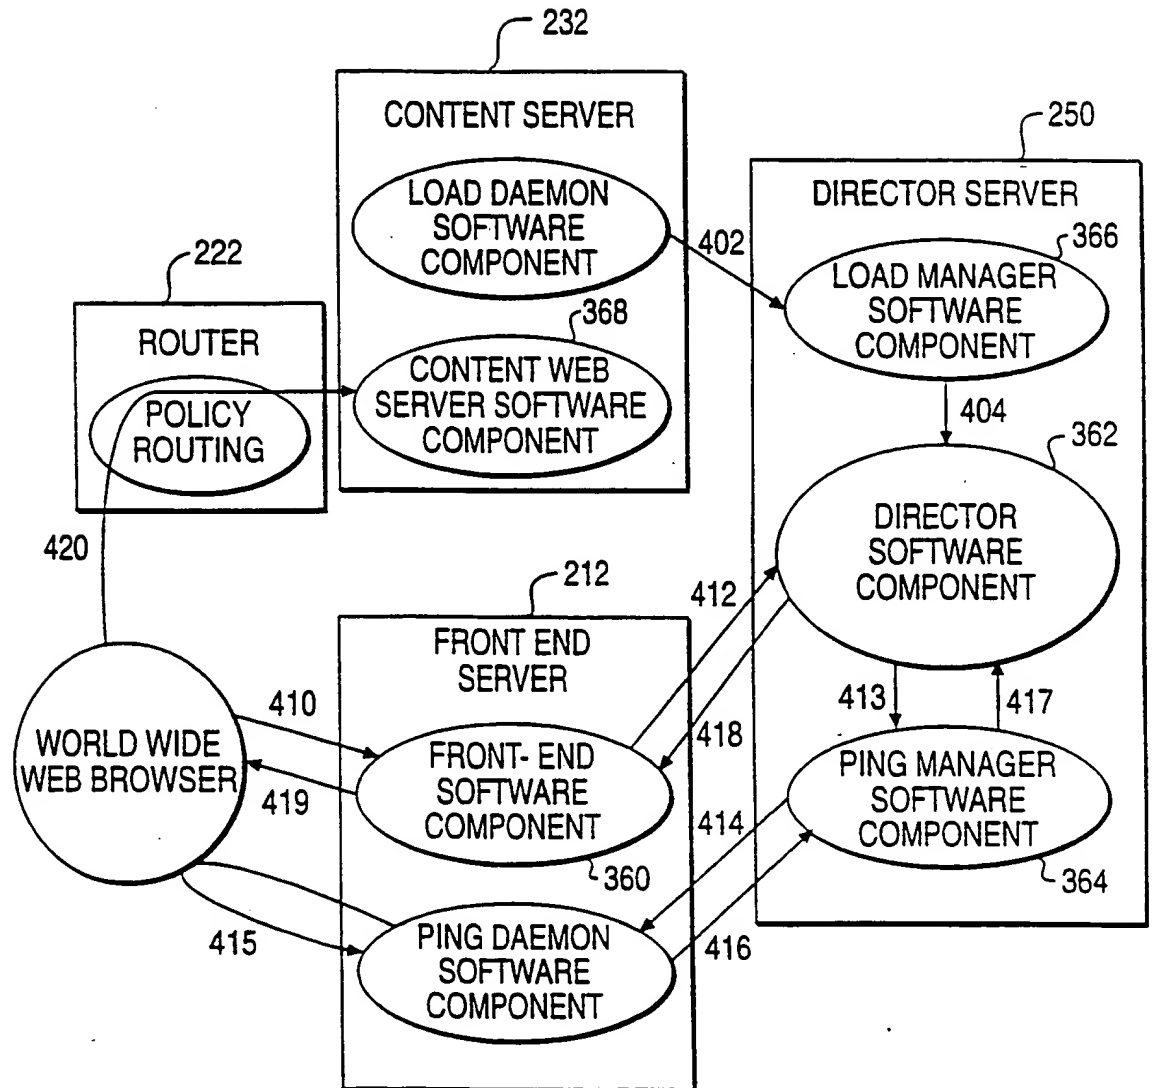 232
CONTENT SERVER
LOAD DAEMON
SOFTWARE
COMPONENT
402
368
CONTENT WEB
SERVER SOFTWARE
COMPONENT
250
DIRECTOR SERVER
366
LOAD MANAGER
SOFTWARE
COMPONENT
404
362
DIRECTOR
SOFTWARE
COMPONENT
413
417
PING MANAGER
SOFTWARE
COMPONENT
364
222
ROUTER
POLICY
ROUTING
420
212
FRONT END
SERVER
412
418
410
FRONT- END
SOFTWARE
COMPONENT
360
419
WORLD WIDE
WEB BROWSER
414
415
PING DAEMON
SOFTWARE
COMPONENT
416